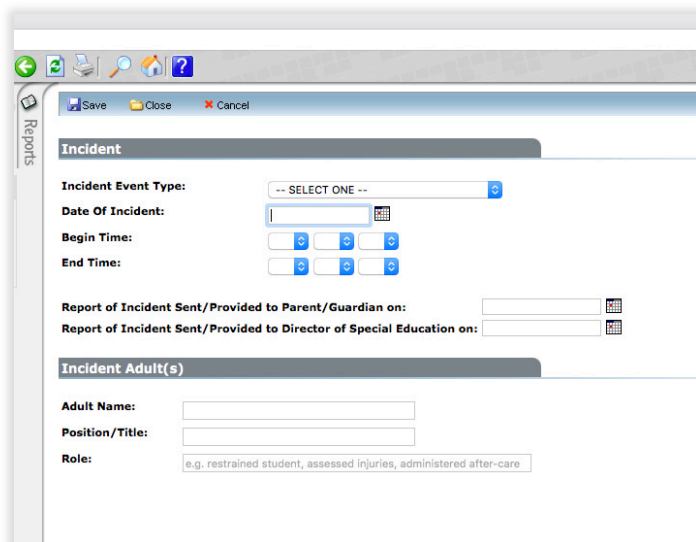 Save Close Cancel
Reports
Incident
Incident Event Type: -- SELECT ONE --
Date Of Incident:
Begin Time:
End Time:
Report of Incident Sent/Provided to Parent/Guardian on:
Report of Incident Sent/Provided to Director of Special Education on:
Incident Adult(s)
Adult Name:
Position/Title:
Role: e.g. restrained student, assessed injuries, administered after-care